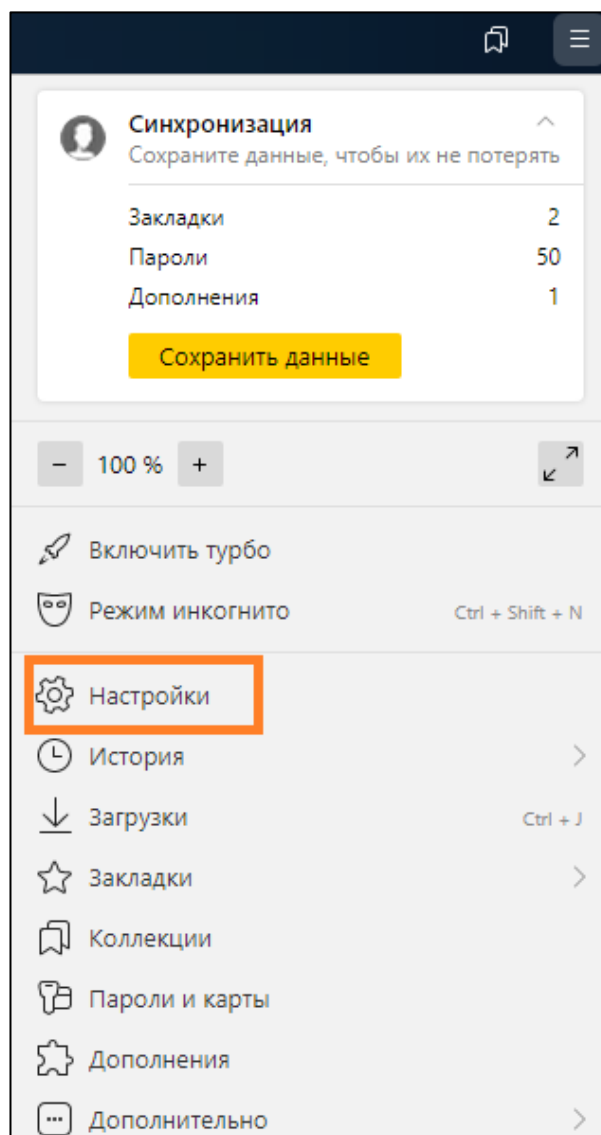 Синхронизация
Сохраните данные, чтобы их не потерять
Закладки 2
Пароли 50
Дополнения 1
Сохранить данные
− 100 % +
Включить турбо
Режим инкогнито Ctrl + Shift + N
Настройки
История
Загрузки Ctrl + J
Закладки
Коллекции
Пароли и карты
Дополнения
Дополнительно